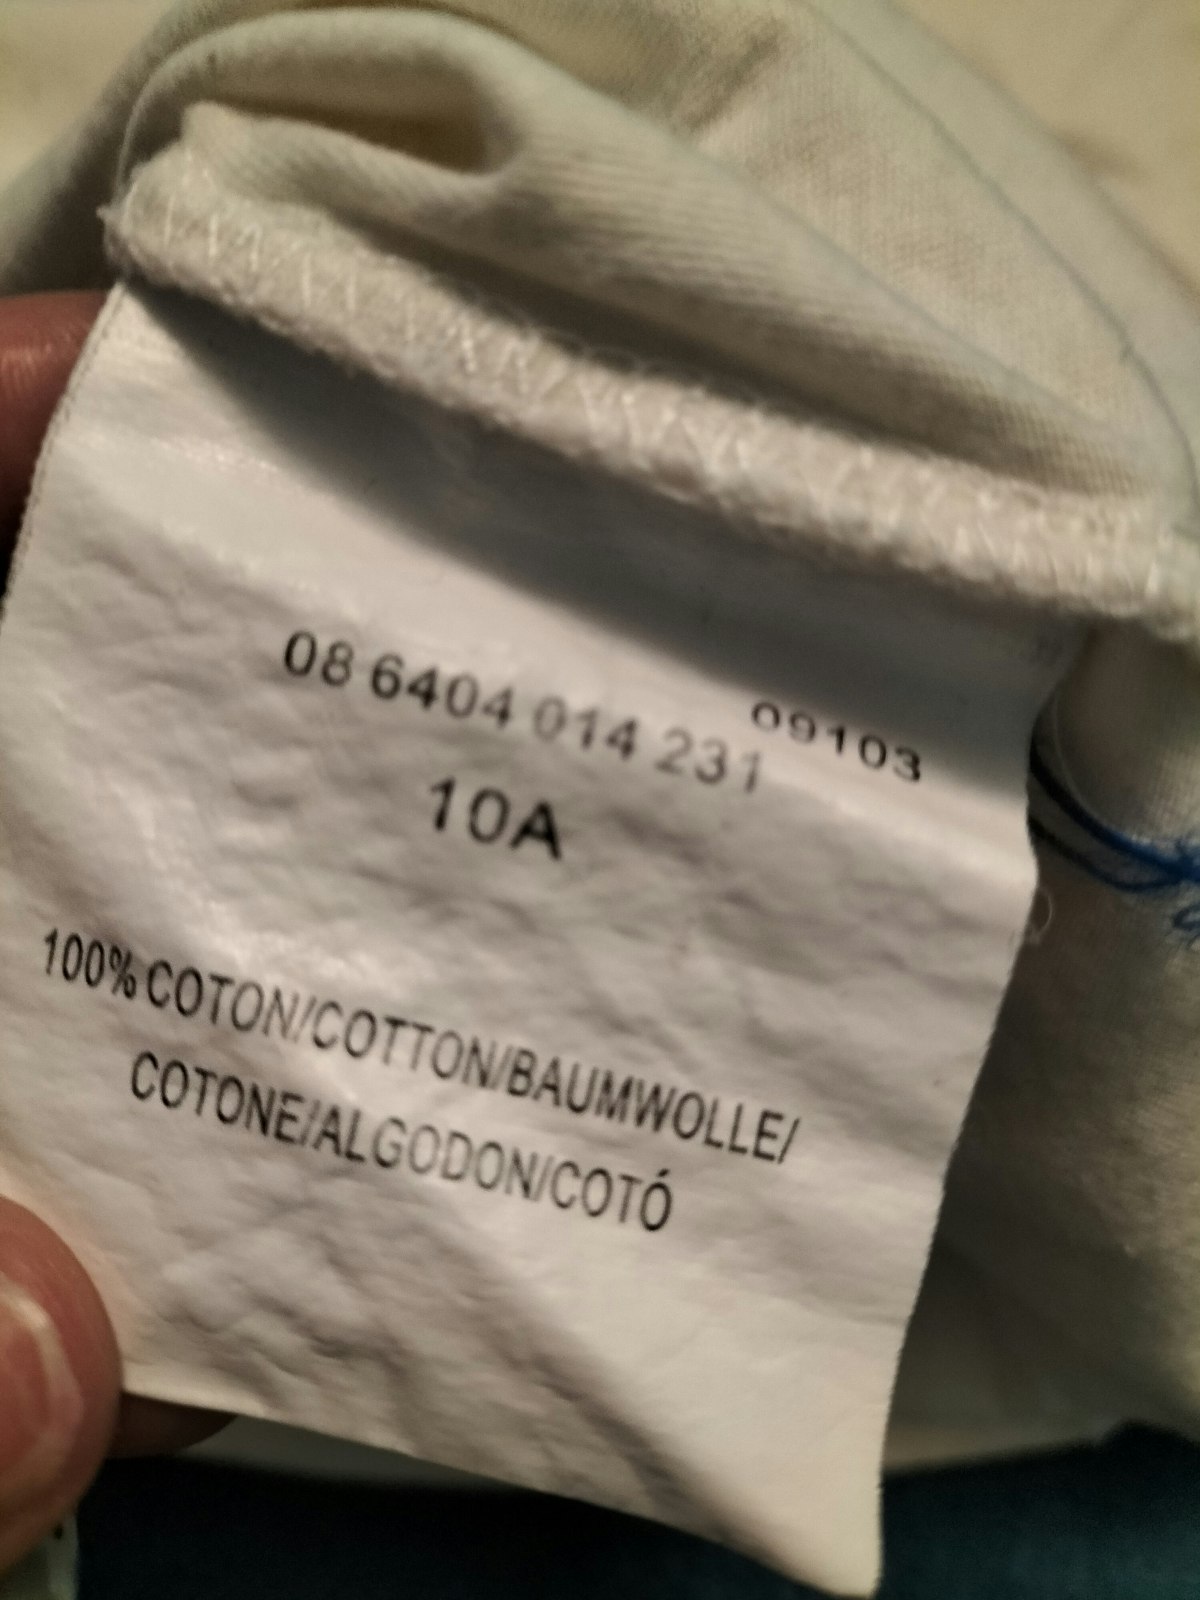 08 6404 014 231
09103
10A
100% COTON/COTTON/BAUMWOLLE/
COTONE/ALGODON/COTÓ